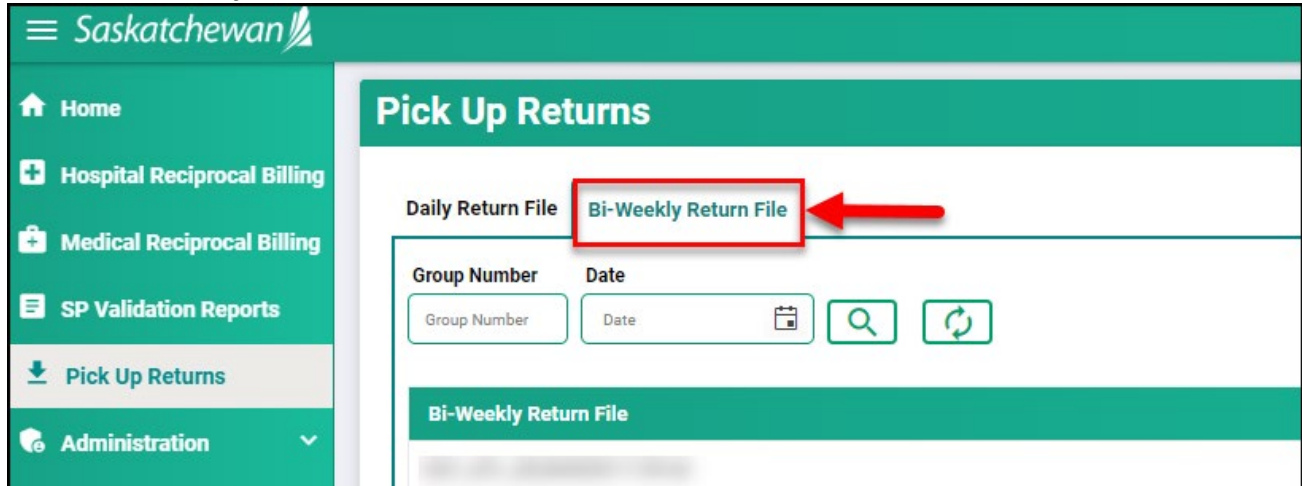 Saskatchewan
Home
Hospital Reciprocal Billing
Medical Reciprocal Billing
SP Validation Reports
Pick Up Returns
Administration
Pick Up Returns
Daily Return File Bi-Weekly Return File
Group Number Date
Group Number Date
Bi-Weekly Return File